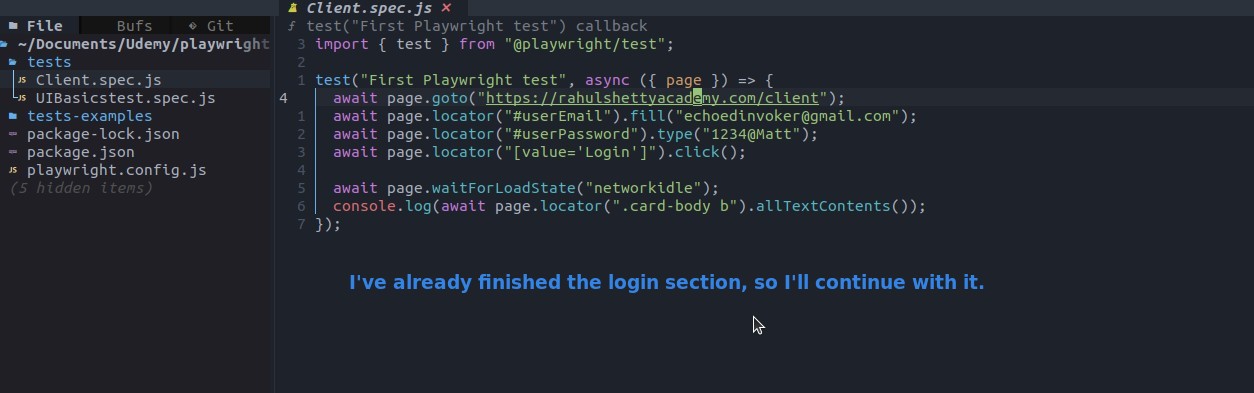 Client.spec.js ✕
File Bufs Git
ƒ test("First Playwright test") callback
~/Documents/Udemy/playwright
3 import { test } from "@playwright/test";
tests
2
Client.spec.js
1 test("First Playwright test", async ({ page }) => {
UIBasicstest.spec.js
4 await page.goto("https://rahulshettyacademy.com/client");
tests-examples
1 await page.locator("#userEmail").fill("echoedinvoker@gmail.com");
package-lock.json
2 await page.locator("#userPassword").type("1234@Matt");
package.json
3 await page.locator("[value='Login']").click();
playwright.config.js
4
(5 hidden items)
5 await page.waitForLoadState("networkidle");
6 console.log(await page.locator(".card-body b").allTextContents());
7 });
I've already finished the login section, so I'll continue with it.